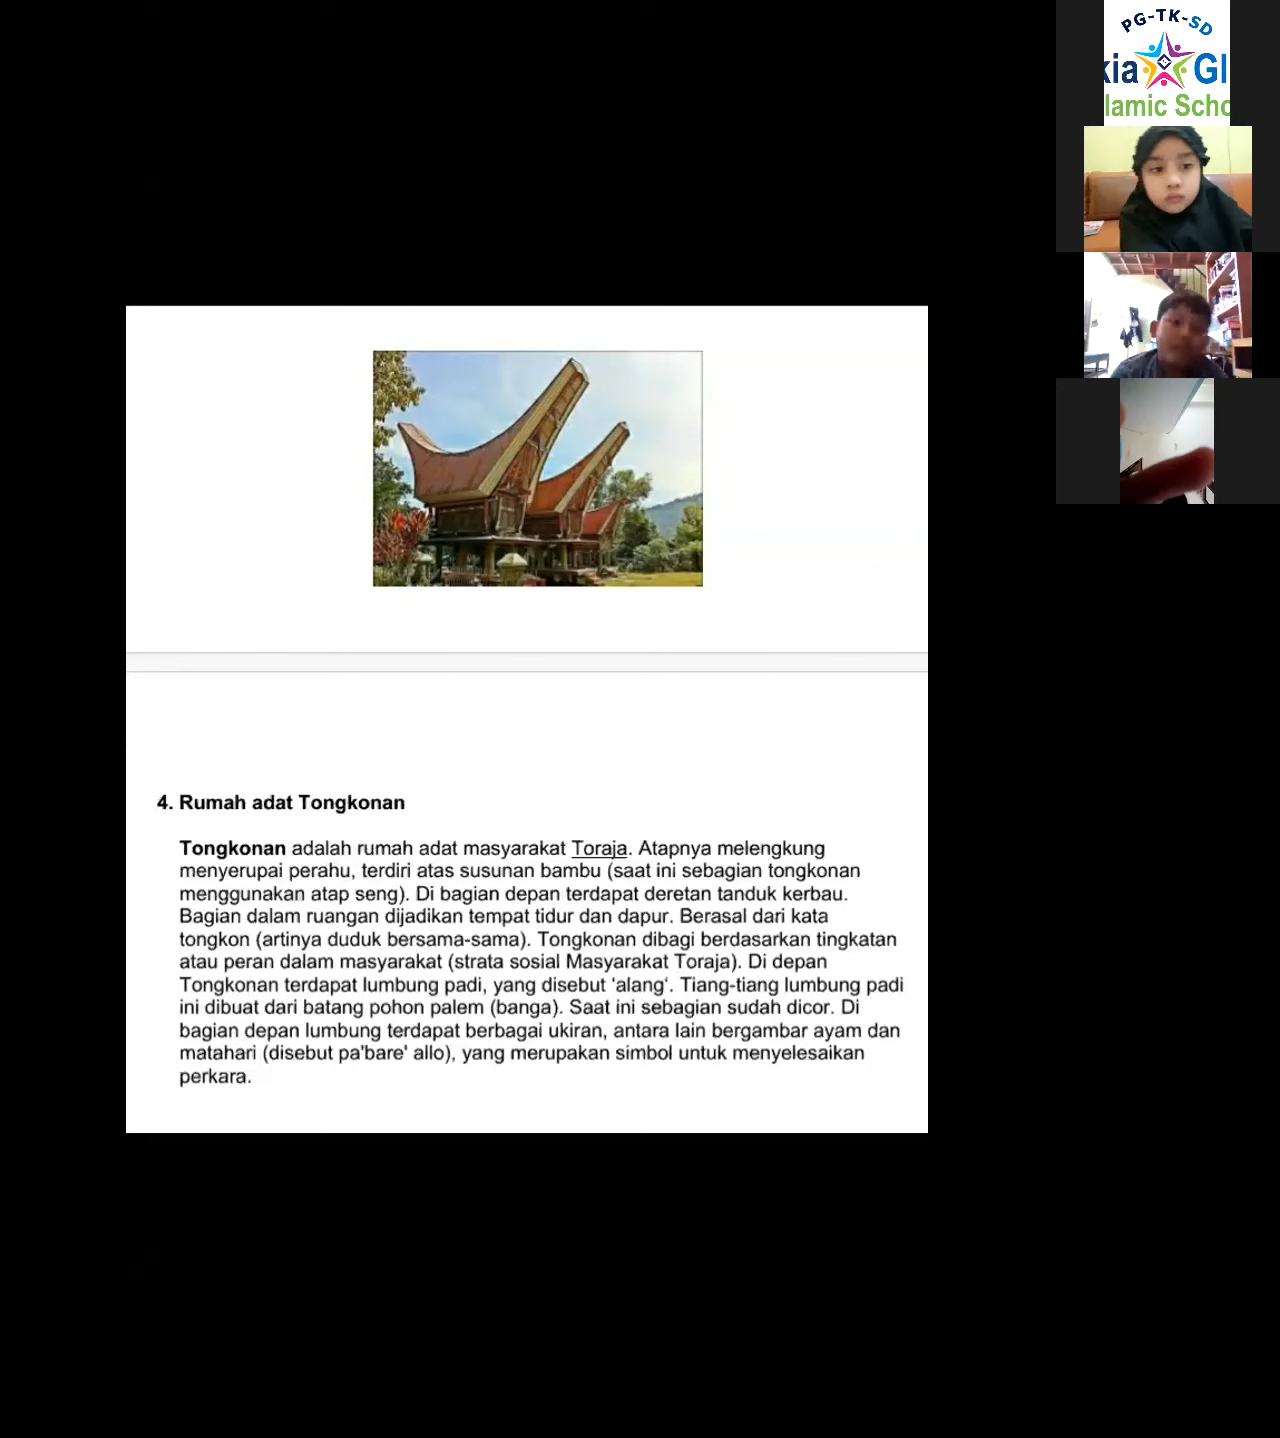 PG-TK-SD
4. Rumah adat Tongkonan
Tongkonan adalah rumah adat masyarakat Toraja. Atapnya melengkung
menyerupai perahu, terdiri atas susunan bambu (saat ini sebagian tongkonan
menggunakan atap seng). Di bagian depan terdapat deretan tanduk kerbau.
Bagian dalam ruangan dijadikan tempat tidur dan dapur. Berasal dari kata
tongkon (artinya duduk bersama-sama). Tongkonan dibagi berdasarkan tingkatan
atau peran dalam masyarakat (strata sosial Masyarakat Toraja). Di depan
Tongkonan terdapat lumbung padi, yang disebut ‘alang‘. Tiang-tiang lumbung padi
ini dibuat dari batang pohon palem (banga). Saat ini sebagian sudah dicor. Di
bagian depan lumbung terdapat berbagai ukiran, antara lain bergambar ayam dan
matahari (disebut pa'bare' allo), yang merupakan simbol untuk menyelesaikan
perkara.